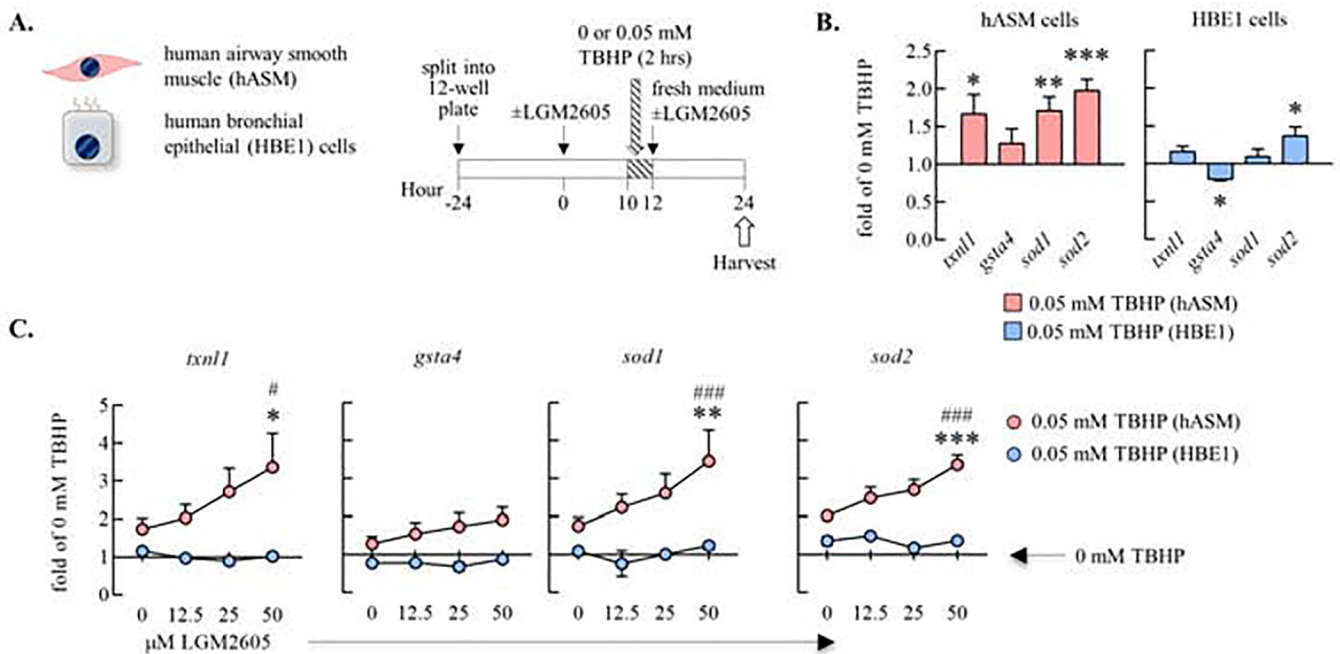 A.
human airway smooth
muscle (hASM)
human bronchial
epithelial (HBE1) cells
split into
12-well
plate
±LGM2605
0 or 0.05 mM
TBHP (2 hrs)
fresh medium
±LGM2605
Hour
-24
0
10
12
24
Harvest
B.
hASM cells
HBE1 cells
fold of 0 mM TBHP
2.5
2.0
1.5
1.0
0.5
0.0
*
**
***
txnl1
gsta4
sod1
sod2
*
*
txnl1
gsta4
sod1
sod2
0.05 mM TBHP (hASM)
0.05 mM TBHP (HBE1)
C.
txnl1
gsta4
sod1
sod2
fold of 0 mM TBHP
5
4
3
2
1
0
#
*
###
**
###
***
0.05 mM TBHP (hASM)
0.05 mM TBHP (HBE1)
0 mM TBHP
0 12.5 25 50
0 12.5 25 50
0 12.5 25 50
0 12.5 25 50
μM LGM2605